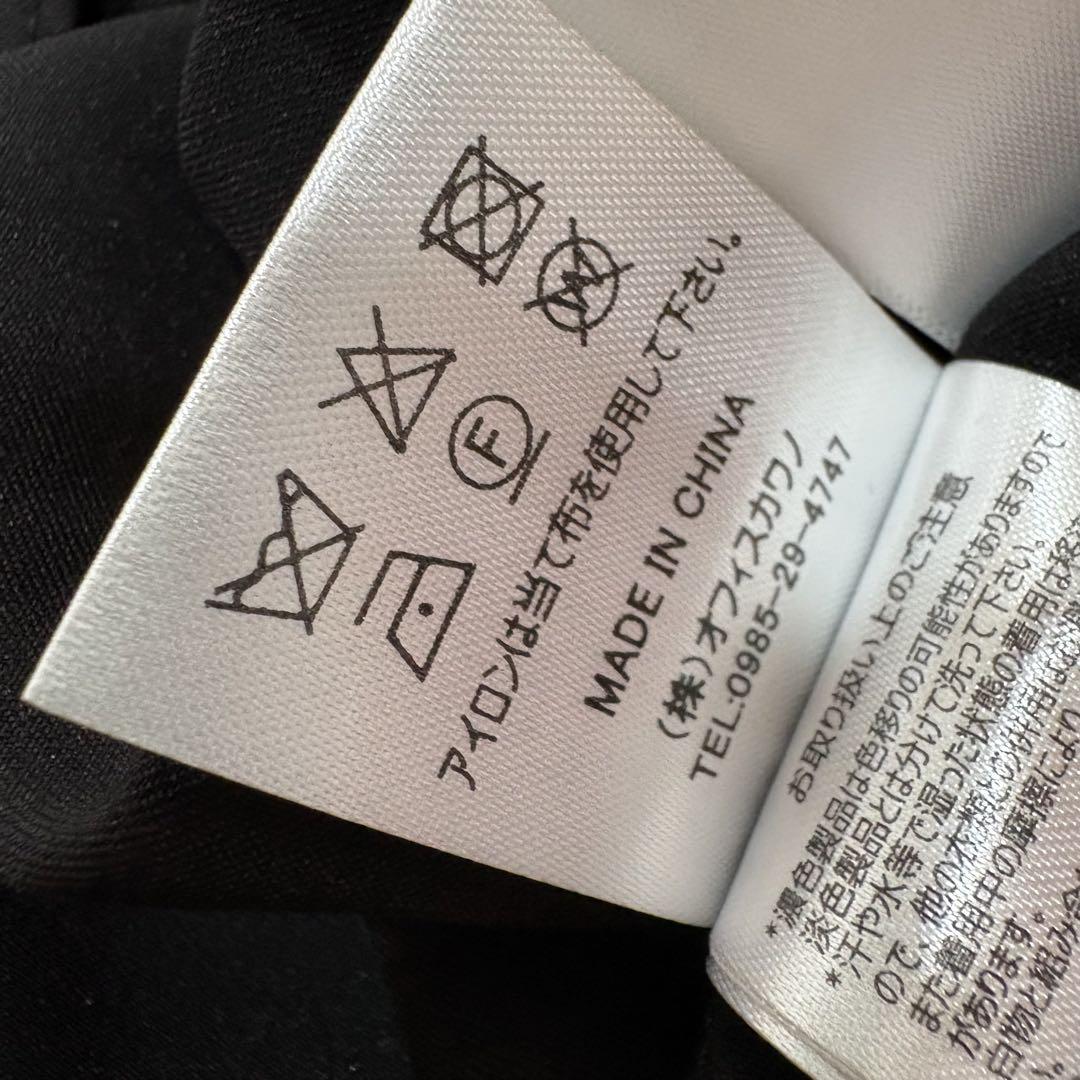 W
F
アイロンは当て布を使用して下さい。
MADE IN CHINA
(株)オフィスカワノ
TEL:0985-29-4747
お取り扱い上のご注意
*濃色製品は色移りの可能性がありますので
淡色製品とは分けて洗って下さい。
*汗や水等で湿った状態の着用は移
ので、他の
また着用中の摩擦により
があります。
白物と